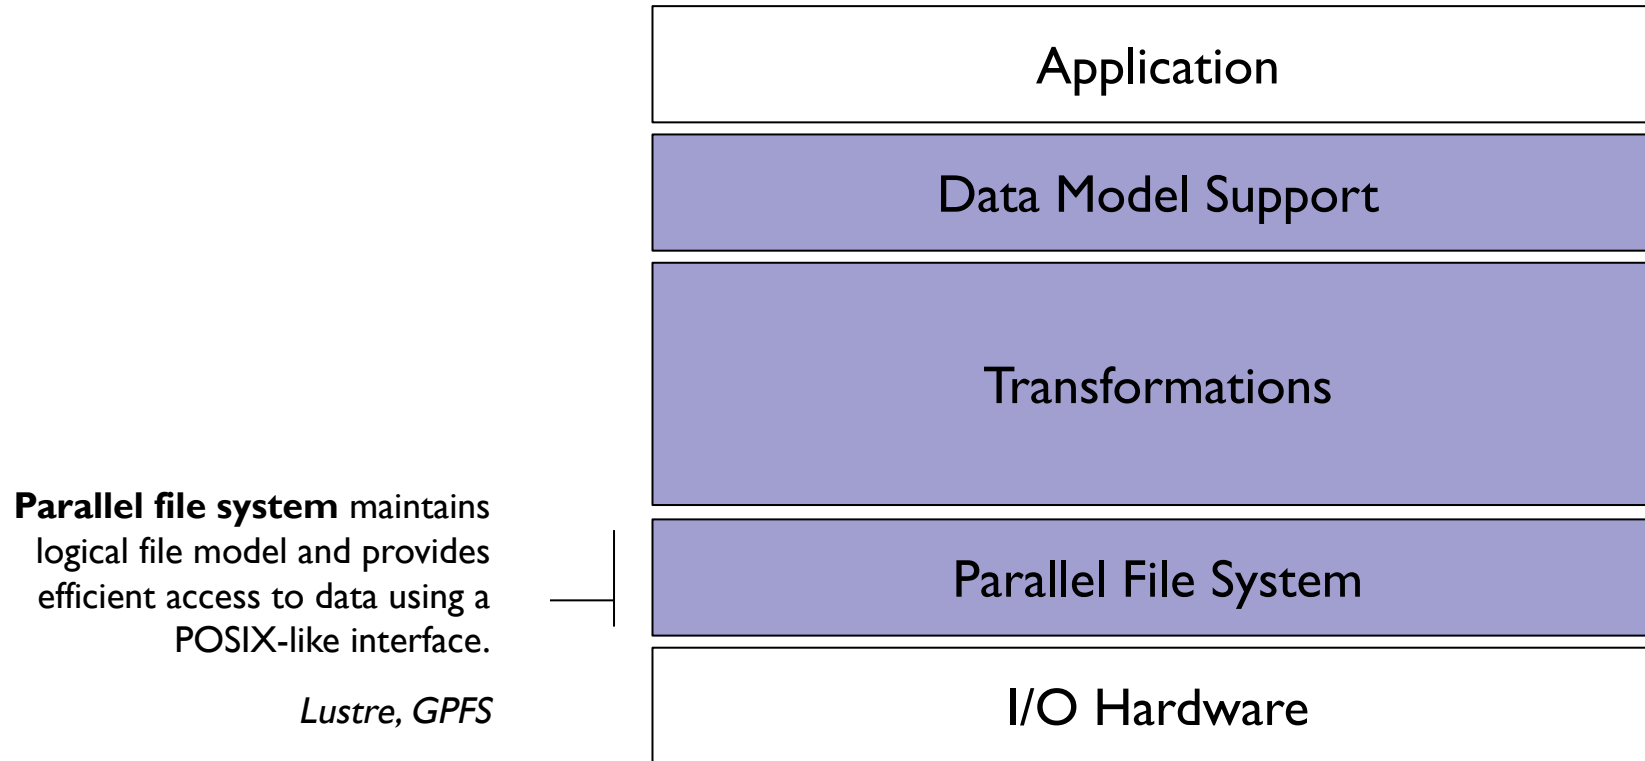 Application
Data Model Support
Transformations
Parallel file system maintains
logical file model and provides
efficient access to data using a
POSIX-like interface.
Lustre, GPFS
Parallel File System
I/O Hardware